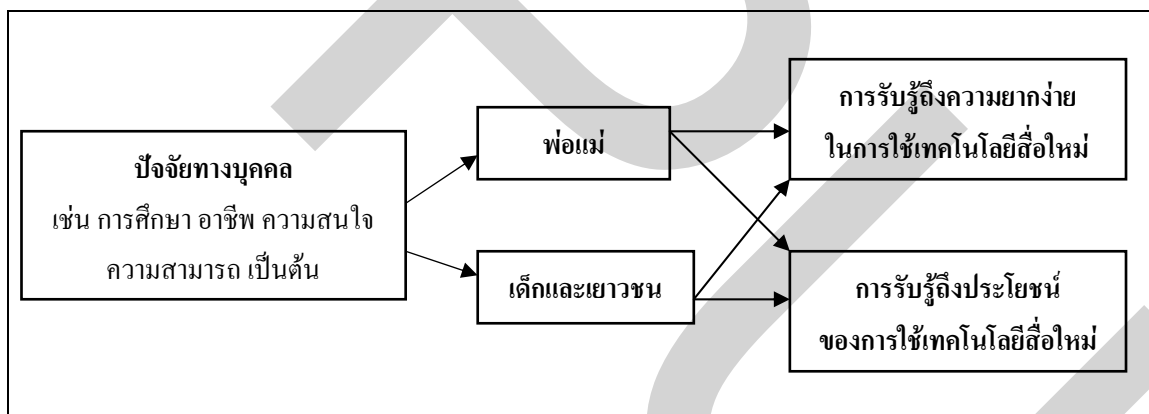 ปัจจัยทางบุคคล
เช่น การศึกษา อาชีพ ความสนใจ
ความสามารถ เป็นต้น
พ่อแม่
เด็กและเยาวชน
การรับรู้ถึงความยากง่าย
ในการใช้เทคโนโลยีสื่อใหม่
การรับรู้ถึงประโยชน์
ของการใช้เทคโนโลยีสื่อใหม่